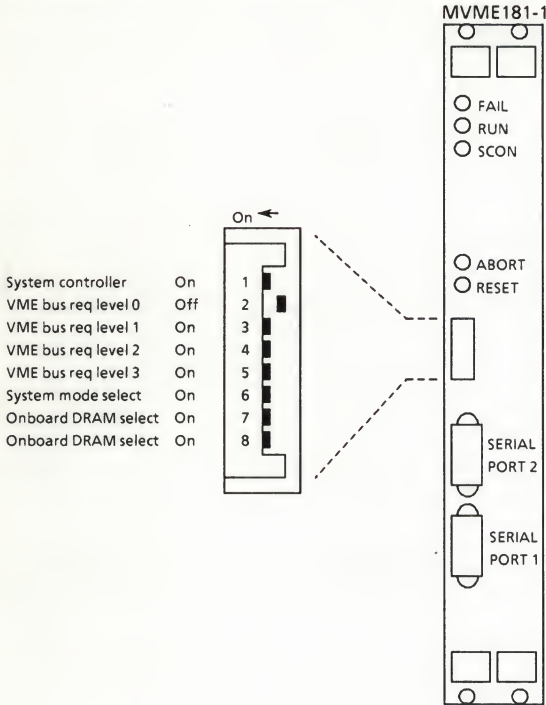 MVME181-1
FAIL
RUN
SCON
On
ABORT
RESET
System controller On 1
VME bus req level 0 Off 2
VME bus req level 1 On 3
VME bus req level 2 On 4
VME bus req level 3 On 5
System mode select On 6
Onboard DRAM select On 7
Onboard DRAM select On 8
SERIAL
PORT 2
SERIAL
PORT 1